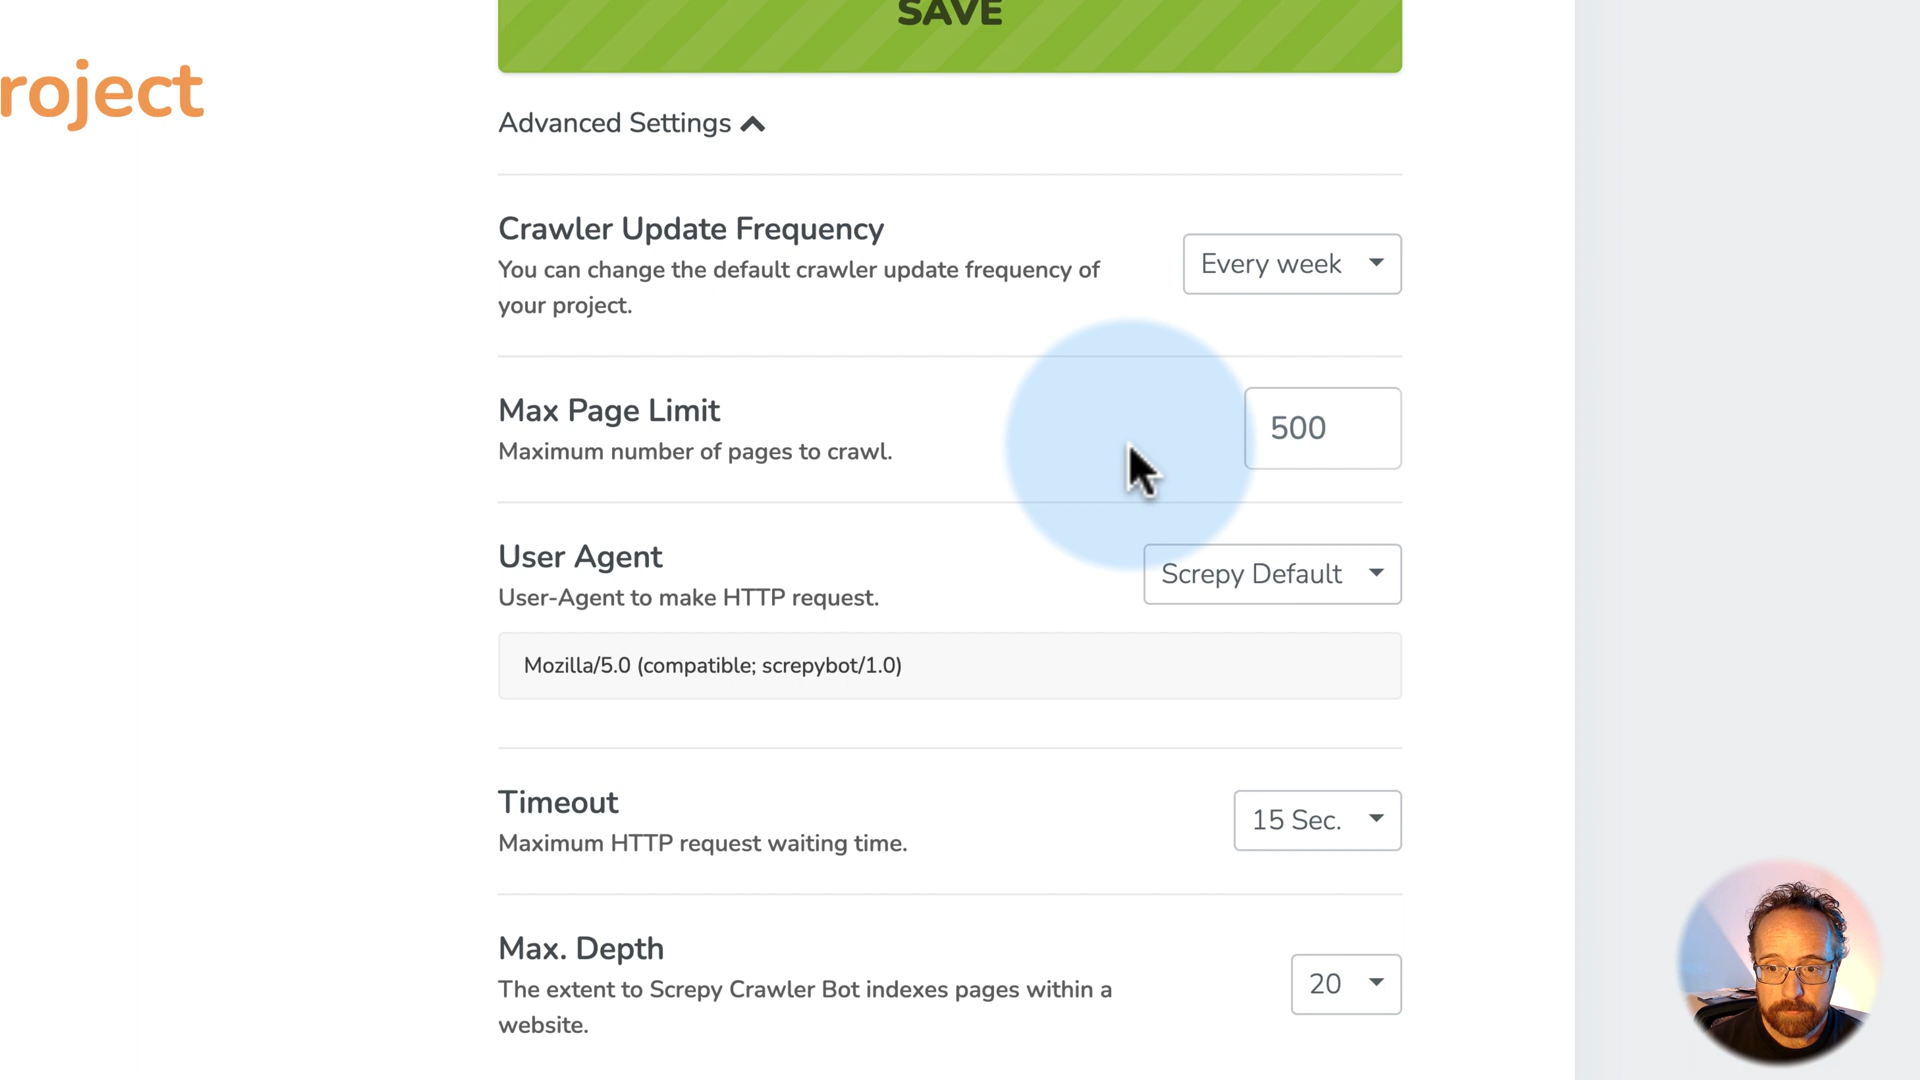 SAVE
roject
Advanced Settings
Crawler Update Frequency
You can change the default crawler update frequency of
your project.
Every week
Max Page Limit
Maximum number of pages to crawl.
500
User Agent
User-Agent to make HTTP request.
Screpy Default
Mozilla/5.0 (compatible; screpybot/1.0)
Timeout
Maximum HTTP request waiting time.
15 Sec.
Max. Depth
The extent to Screpy Crawler Bot indexes pages within a
website.
20